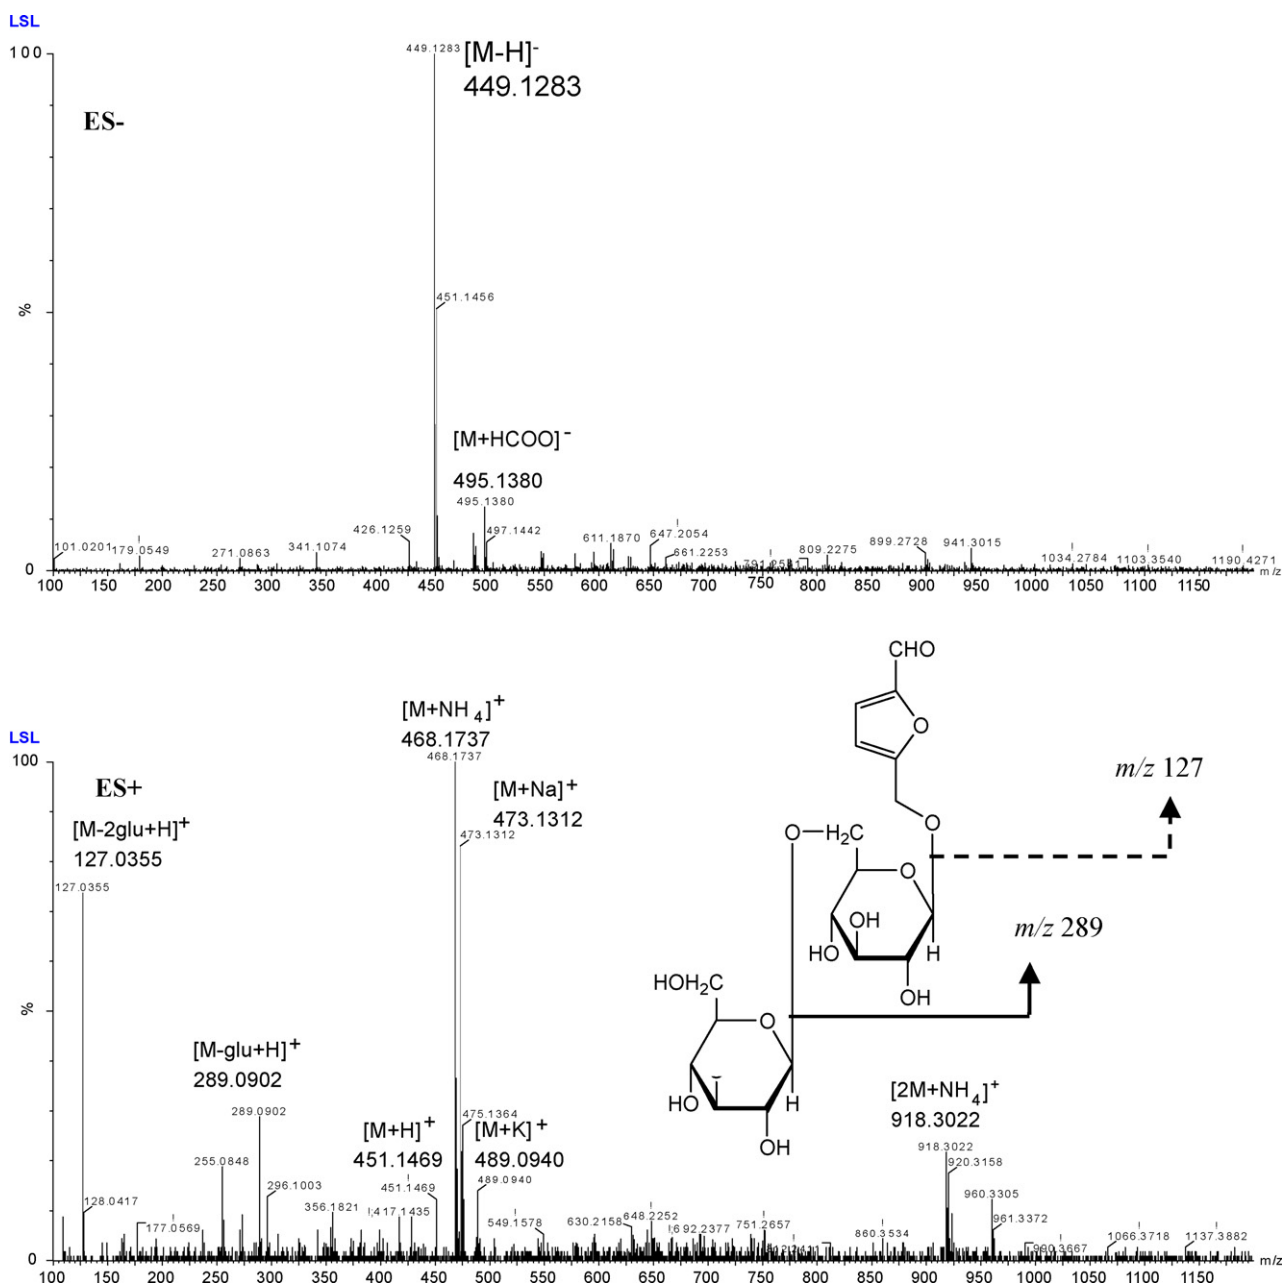 LSL
100
449.1283
[M-H]-
449.1283
ES-
%
451.1456
[M+HCOO]-
495.1380
495.1380
101.0201
179.0549
271.0863
341.1074
426.1259
497.1442
611.1870
647.2054
661.2253
809.2275
899.2728
941.3015
1034.2784
1103.3540
1190.4271
0
m/z
100 150 200 250 300 350 400 450 500 550 600 650 700 750 800 850 900 950 1000 1050 1100 1150
CHO
O
O
O
H2C
O
OH
HO
H
OH
HOH2C
O
HO
H
OH
m/z 127
m/z 289
LSL
100
ES+
[M-2glu+H]+
127.0355
127.0355
[M+NH4]+
468.1737
468.1737
[M+Na]+
473.1312
473.1312
%
[M-glu+H]+
289.0902
289.0902
[M+H]+
451.1469
451.1469
475.1364
[M+K]+
489.0940
489.0940
[2M+NH4]+
918.3022
918.3022
920.3158
128.0417
177.0569
255.0848
296.1003
356.1821
417.1435
549.1578
630.2158
648.2252
692.2377
751.2657
860.3534
960.3305
961.3372
990.3667
1066.3718
1137.3882
0
m/z
100 150 200 250 300 350 400 450 500 550 600 650 700 750 800 850 900 950 1000 1050 1100 1150